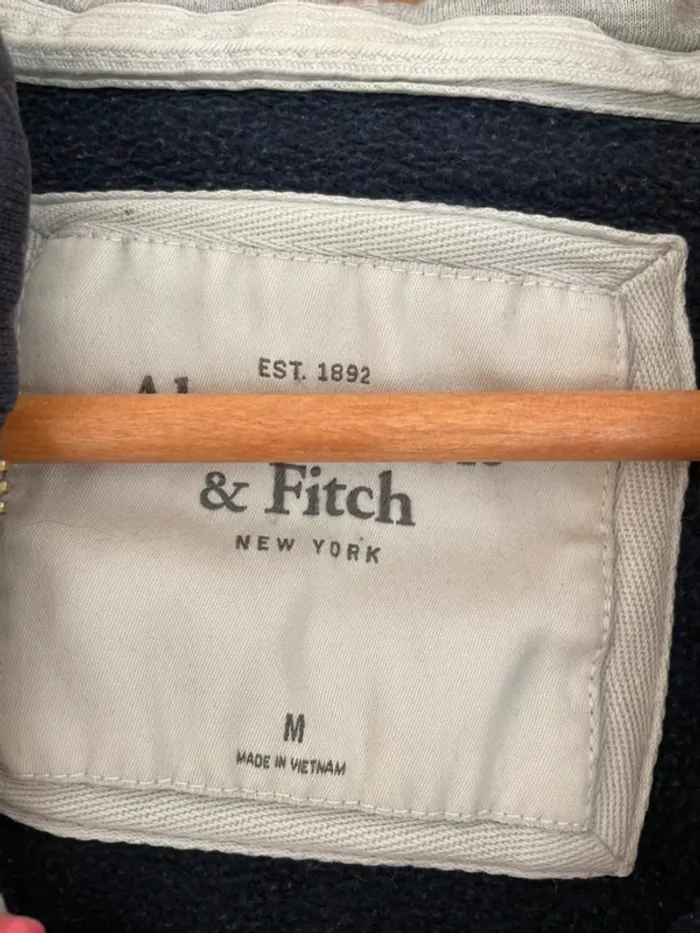 EST. 1892
& Fitch
NEW YORK
M
MADE IN VIETNAM